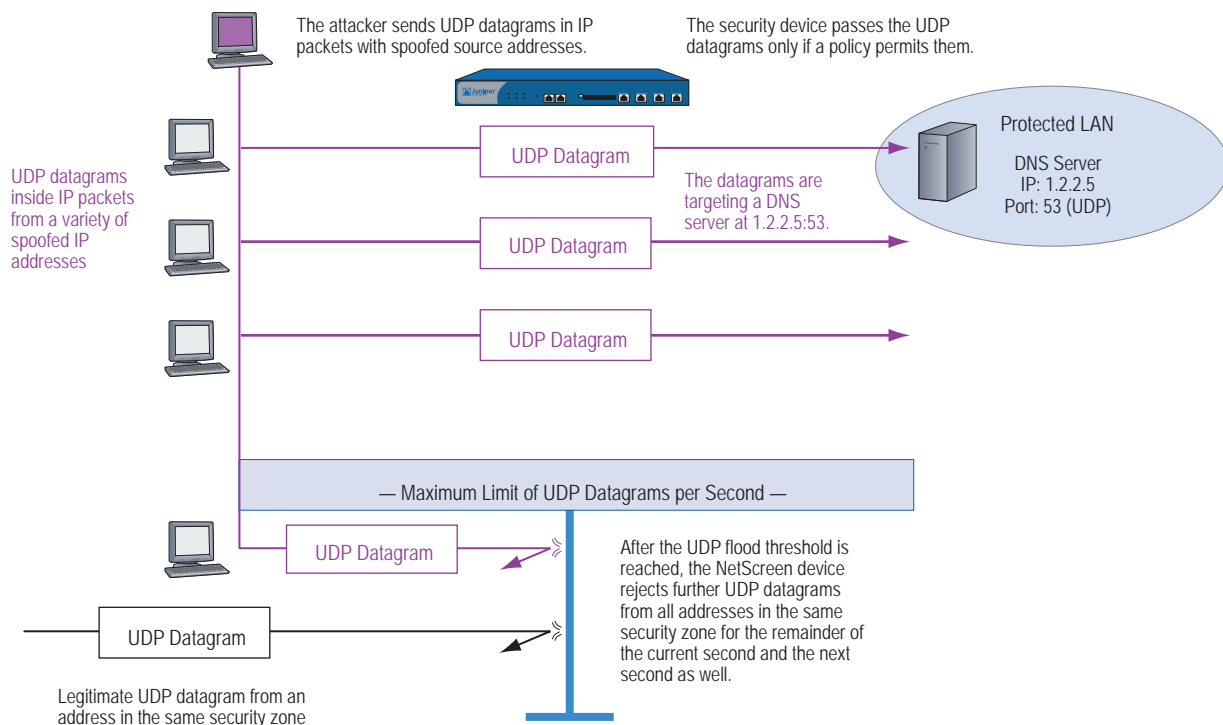 The attacker sends UDP datagrams in IP
packets with spoofed source addresses.
The security device passes the UDP
datagrams only if a policy permits them.
Juniper
UDP datagrams
inside IP packets
from a variety of
spoofed IP
addresses
UDP Datagram
The datagrams are
targeting a DNS
server at 1.2.2.5:53.
Protected LAN
DNS Server
IP: 1.2.2.5
Port: 53 (UDP)
UDP Datagram
UDP Datagram
— Maximum Limit of UDP Datagrams per Second —
UDP Datagram
After the UDP flood threshold is
reached, the NetScreen device
rejects further UDP datagrams
from all addresses in the same
security zone for the remainder of
the current second and the next
second as well.
UDP Datagram
Legitimate UDP datagram from an
address in the same security zone